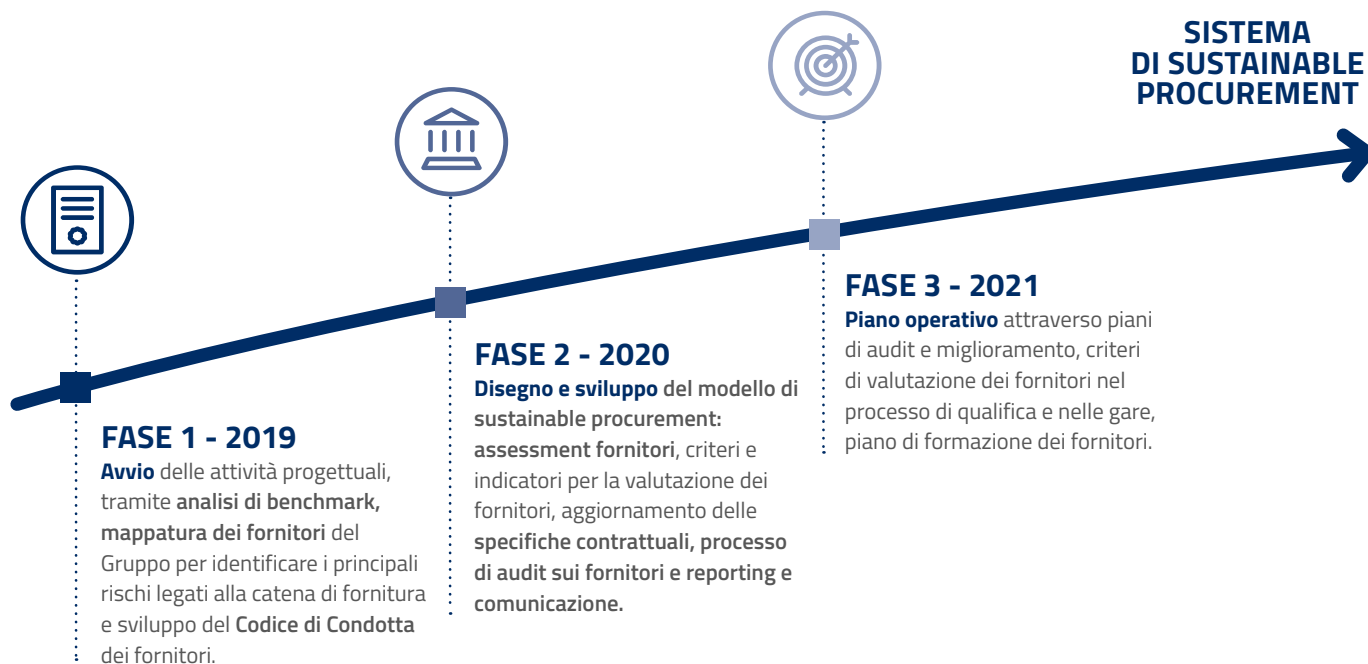 SISTEMA
DI SUSTAINABLE
PROCUREMENT
FASE 1 - 2019
Avvio delle attività progettuali,
tramite analisi di benchmark,
mappatura dei fornitori del
Gruppo per identificare i principali
rischi legati alla catena di fornitura
e sviluppo del Codice di Condotta
dei fornitori.
FASE 2 - 2020
Disegno e sviluppo del modello di
sustainable procurement:
assessment fornitori, criteri e
indicatori per la valutazione dei
fornitori, aggiornamento delle
specifiche contrattuali, processo
di audit sui fornitori e reporting e
comunicazione.
FASE 3 - 2021
Piano operativo attraverso piani
di audit e miglioramento, criteri
di valutazione dei fornitori nel
processo di qualifica e nelle gare,
piano di formazione dei fornitori.